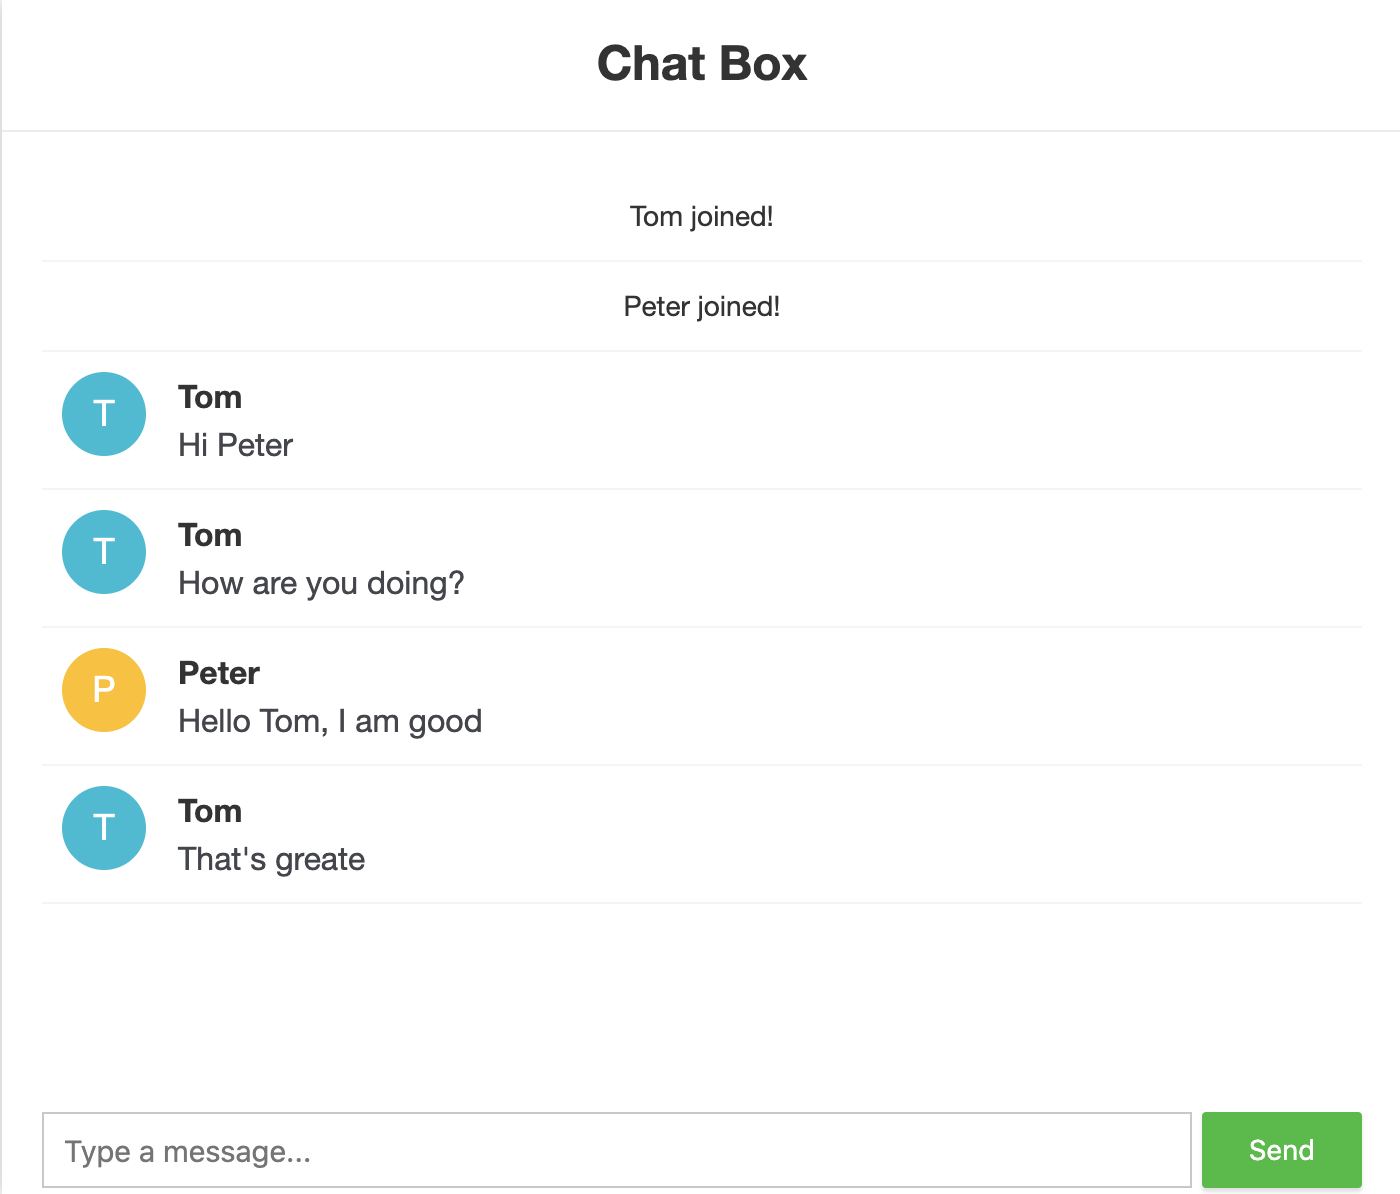 Chat Box
Tom joined!
Peter joined!
T
Tom
Hi Peter
T
Tom
How are you doing?
P
Peter
Hello Tom, I am good
T
Tom
That's greate
Type a message...
Send